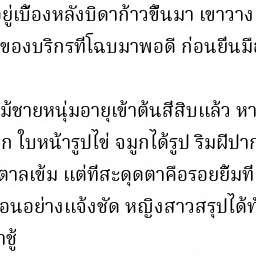 อยู่เบื้องหลังบิดาก้าวขึ้นมา เขาวาง
ของบริกรที่โฉบมาพอดี ก่อนยืนมี
ม้ชายหนุ่มอายุเข้าต้นสี่สิบแล้ว หา
ก ใบหน้ารูปไข่ จมูกได้รูป ริมฝีปาก
ตาลเข้ม แต่ที่สะดุดตาคือรอยยิ้มที่
อนอย่างแจ้งชัด หญิงสาวสรุปได้ทั
าชู้